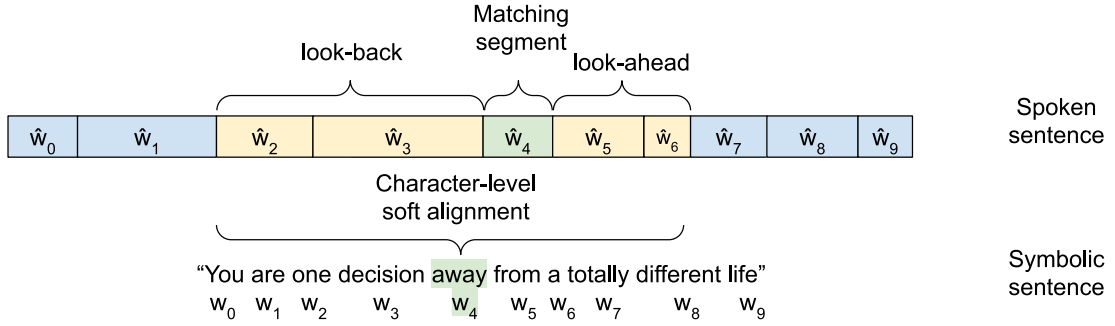 Matching
segment
look-back
look-ahead
ŵ0 ŵ1 ŵ2 ŵ3 ŵ4 ŵ5 ŵ6 ŵ7 ŵ8 ŵ9
Spoken
sentence
Character-level
soft alignment
“You are one decision away from a totally different life”
w0 w1 w2 w3 w4 w5 w6 w7 w8 w9
Symbolic
sentence